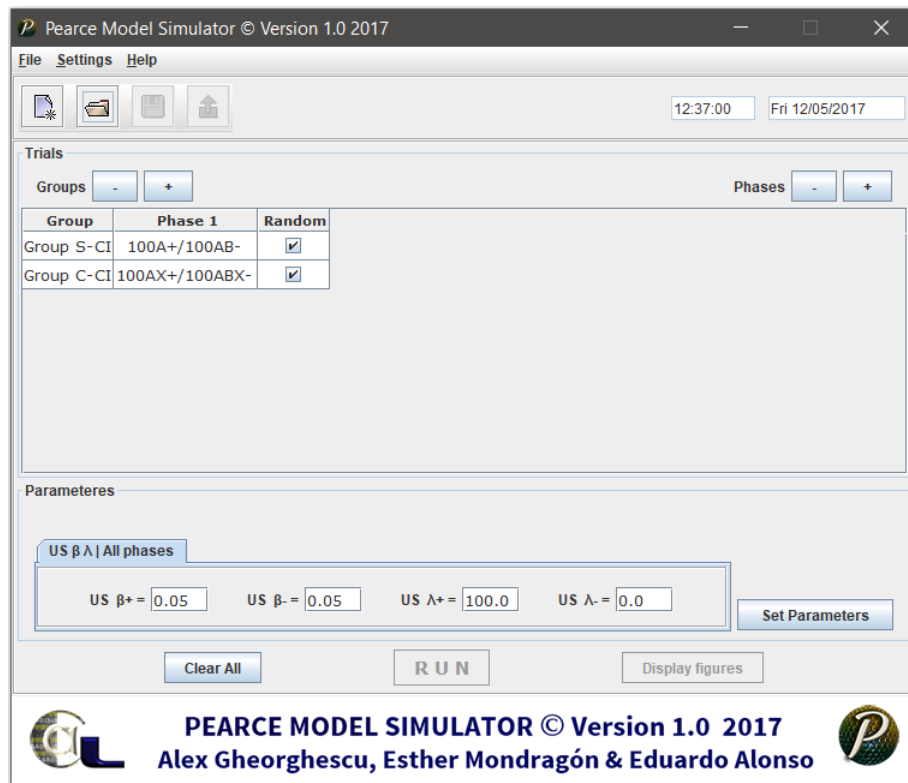 Pearce Model Simulator © Version 1.0 2017
File Settings Help
12:37:00 Fri 12/05/2017
Trials
Groups - + Phases - +
Group Phase 1 Random
Group S-CI 100A+/100AB-
Group C-CI 100AX+/100ABX-
Parameteres
US β λ | All phases
US β+ = 0.05 US β- = 0.05 US λ+ = 100.0 US λ- = 0.0
Set Parameters
Clear All R U N Display figures
PEARCE MODEL SIMULATOR © Version 1.0 2017
Alex Gheorghescu, Esther Mondragón & Eduardo Alonso